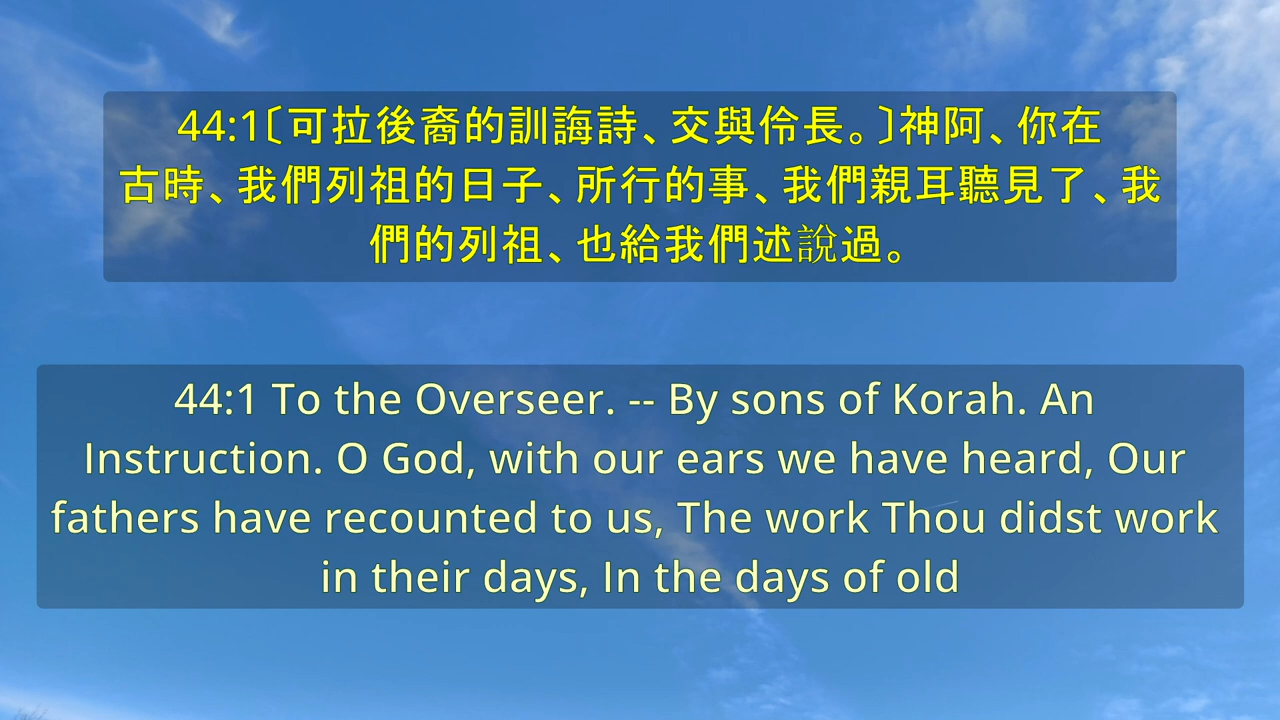 44:1〔可拉後裔的訓誨詩、交與伶長。〕神阿、你在
古時、我們列祖的日子、所行的事、我們親耳聽見了、我
們的列祖、也給我們述說過。
44:1 To the Overseer. -- By sons of Korah. An
Instruction. O God, with our ears we have heard, Our
fathers have recounted to us, The work Thou didst work
in their days, In the days of old